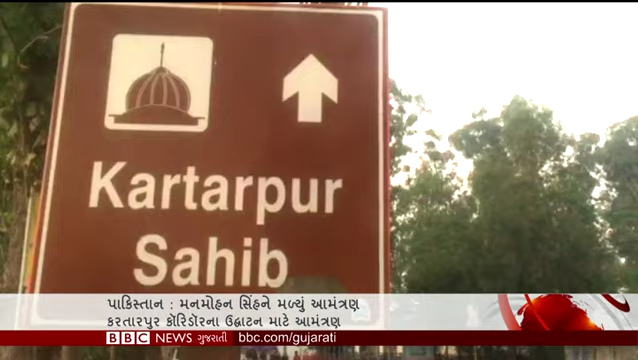 Kartarpur
Sahib
પાકિસ્તાન : મનમોહન સિંહને મળ્યું આમંત્રણ
કરતારપુર કૉરિડૉરના ઉદ્ઘાટન માટે આમંત્રણ
BBC NEWS ગુજરાતી bbc.com/gujarati